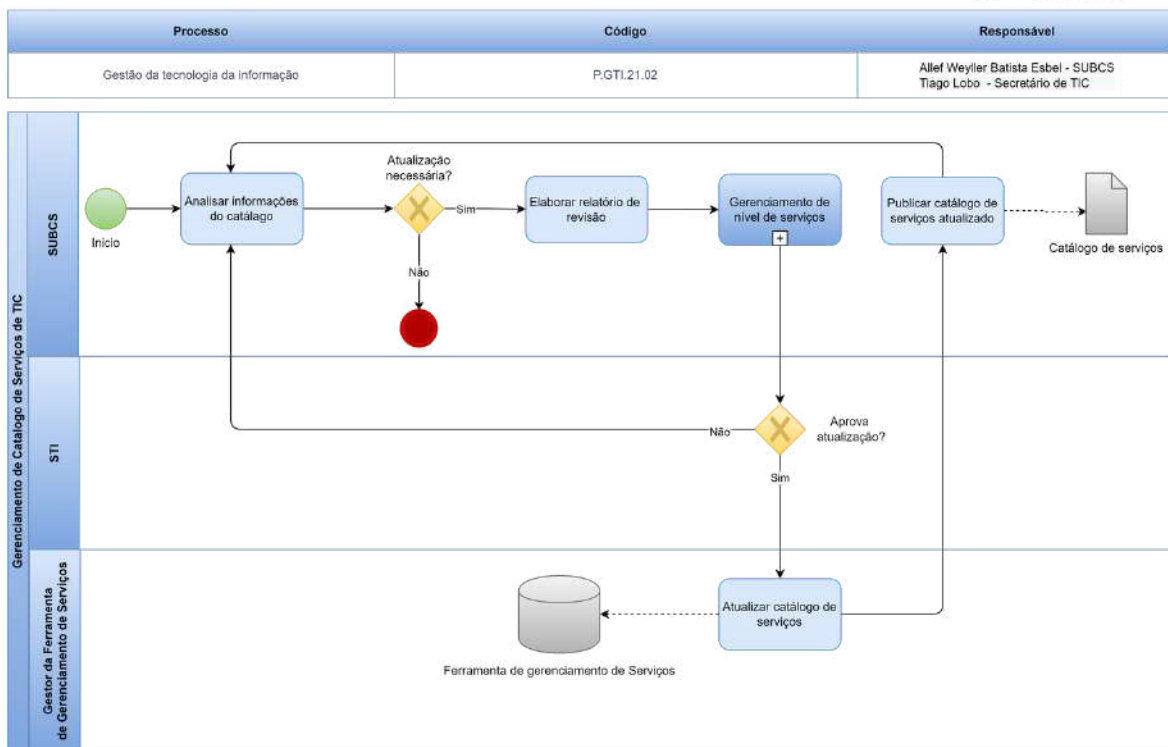 Processo
Código
Responsável
Gestão da tecnologia da informação
P.GTI.21.02
Allef Weyller Batista Esbel - SUBCS
Tiago Lobo - Secretário de TIC
Gerenciamento de Catalogo de Serviços de TIC
SUBCS
Inicio
Analisar informações
do catálago
Atualização
necessária?
Sim
Não
Elaborar relatório de
revisão
Gerenciamento de
nível de serviços
Publicar catálogo de
serviços atualizado
Catálogo de serviços
STI
Não
Aprova
atualização?
Sim
Gestor da Ferramenta
de Gerenciamento de Serviços
Ferramenta de gerenciamento de Serviços
Atualizar catálogo de
serviços